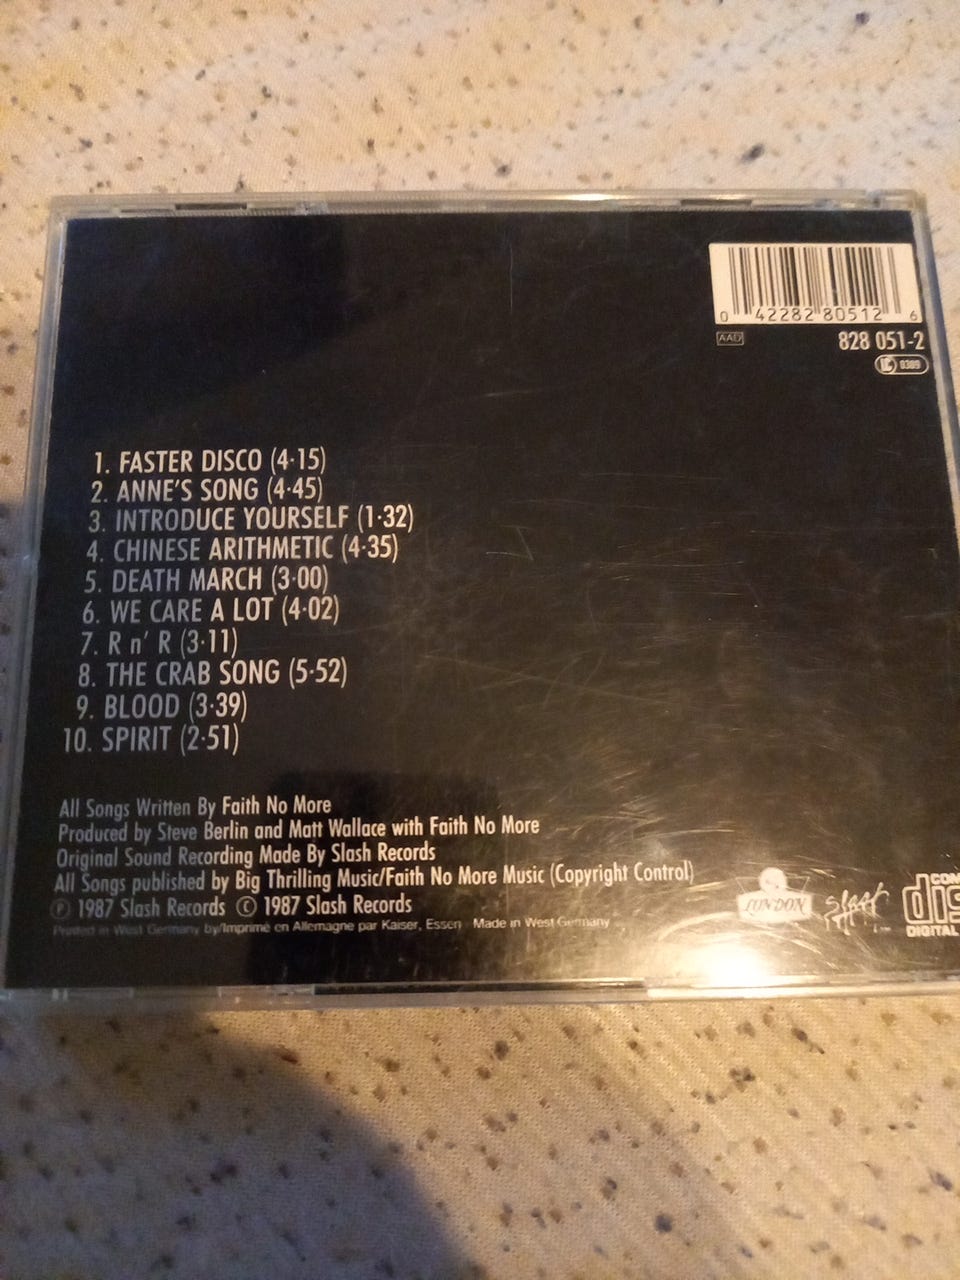 0 42282 80512 6
AAD
828 051-2
LC 0309
1. FASTER DISCO (4·15)
2. ANNE'S SONG (4·45)
3. INTRODUCE YOURSELF (1·32)
4. CHINESE ARITHMETIC (4·35)
5. DEATH MARCH (3·00)
6. WE CARE A LOT (4·02)
7. R n' R (3·11)
8. THE CRAB SONG (5·52)
9. BLOOD (3·39)
10. SPIRIT (2·51)
All Songs Written By Faith No More
Produced by Steve Berlin and Matt Wallace with Faith No More
Original Sound Recording Made By Slash Records
All Songs published by Big Thrilling Music/Faith No More Music (Copyright Control)
℗ 1987 Slash Records © 1987 Slash Records
Printed in West Germany by/Imprimé en Allemagne par Kaiser, Essen · Made in West Germany
LONDON
Slash
COM
dis
DIGITAL